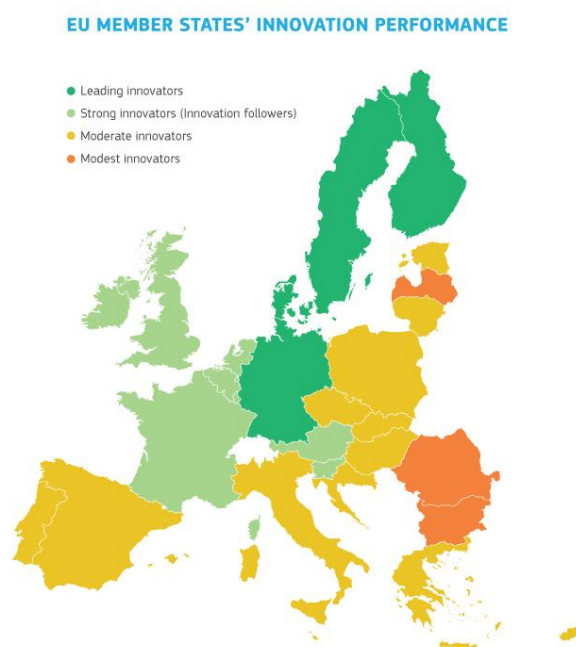 EU MEMBER STATES' INNOVATION PERFORMANCE
Leading innovators
Strong innovators (Innovation followers)
Moderate innovators
Modest innovators